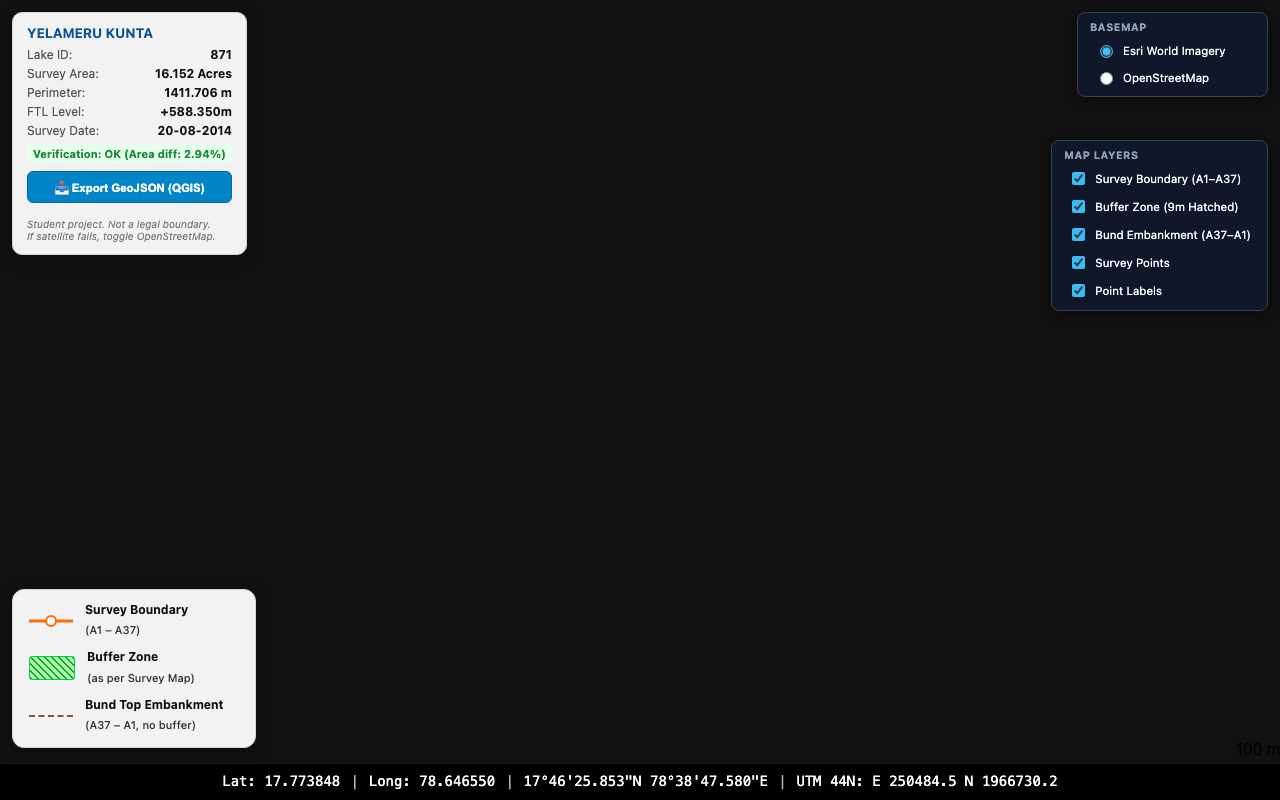 YELAMERU KUNTA
Lake ID: 871
Survey Area: 16.152 Acres
Perimeter: 1411.706 m
FTL Level: +588.350m
Survey Date: 20-08-2014
Verification: OK (Area diff: 2.94%)
📥 Export GeoJSON (QGIS)
Student project. Not a legal boundary.
If satellite fails, toggle OpenStreetMap.
BASEMAP
Esri World Imagery
OpenStreetMap
MAP LAYERS
Survey Boundary (A1–A37)
Buffer Zone (9m Hatched)
Bund Embankment (A37–A1)
Survey Points
Point Labels
Survey Boundary
(A1 – A37)
Buffer Zone
(as per Survey Map)
Bund Top Embankment
(A37 – A1, no buffer)
100 m
Lat: 17.773848 | Long: 78.646550 | 17°46'25.853"N 78°38'47.580"E | UTM 44N: E 250484.5 N 1966730.2